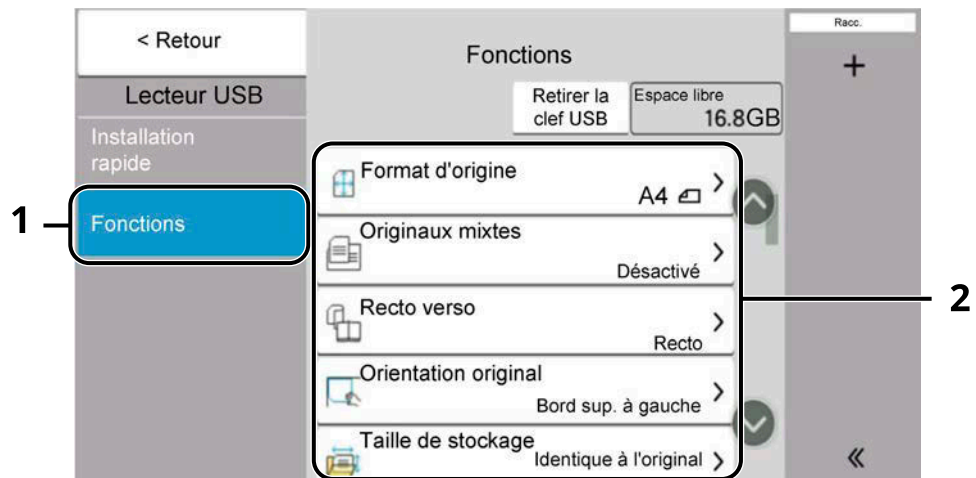 < Retour
Lecteur USB
Installation
rapide
Fonctions
1
Fonctions
Retirer la
clef USB
Espace libre
16.8GB
Format d'origine
A4
Originaux mixtes
Désactivé
Recto verso
Recto
Orientation original
Bord sup. à gauche
Taille de stockage
Identique à l'original
2
Racc.
+
«